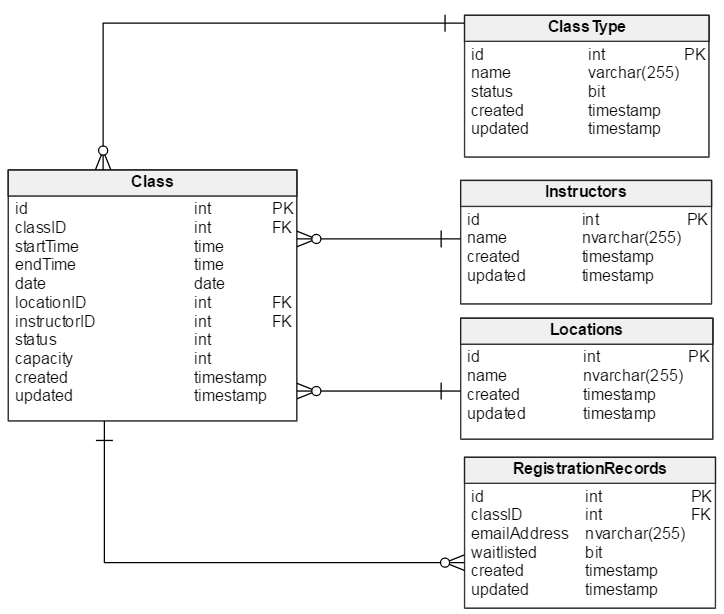 ClassType
id int PK
name varchar(255)
status bit
created timestamp
updated timestamp
Class
id int PK
classID int FK
startTime time
endTime time
date date
locationID int FK
instructorID int FK
status int
capacity int
created timestamp
updated timestamp
Instructors
id int PK
name nvarchar(255)
created timestamp
updated timestamp
Locations
id int PK
name nvarchar(255)
created timestamp
updated timestamp
RegistrationRecords
id int PK
classID int FK
emailAddress nvarchar(255)
waitlisted bit
created timestamp
updated timestamp